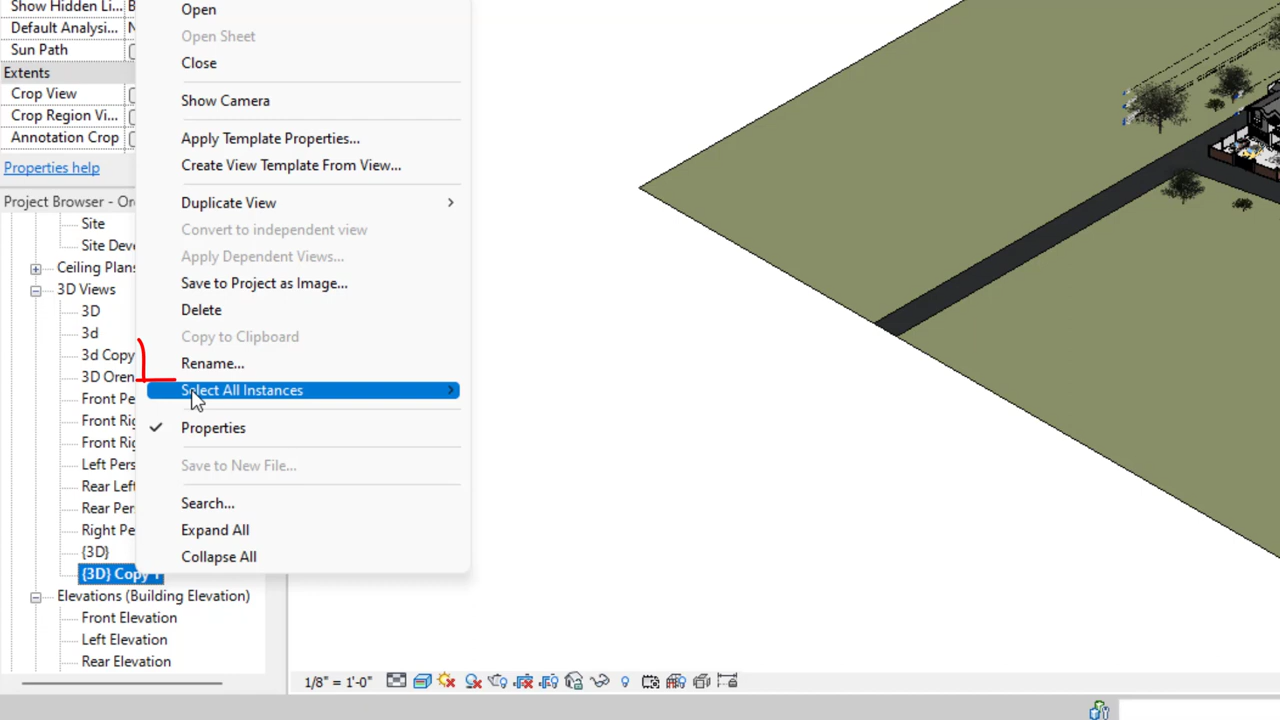 Show Hidden Li...
Default Analysi...
Sun Path
Extents
Crop View
Crop Region Vi...
Annotation Crop
Properties help
Project Browser - Or
Site
Site Deve
Ceiling Plans
3D Views
3D
3d
3d Copy
3D Oren
Front Pe
Front Rig
Front Rig
Left Pers
Rear Left
Rear Per
Right Pe
{3D}
{3D} Copy 1
Elevations (Building Elevation)
Front Elevation
Left Elevation
Rear Elevation
Open
Open Sheet
Close
Show Camera
Apply Template Properties...
Create View Template From View...
Duplicate View
Convert to independent view
Apply Dependent Views...
Save to Project as Image...
Delete
Copy to Clipboard
Rename...
Select All Instances
Properties
Save to New File...
Search...
Expand All
Collapse All
1/8" = 1'-0"